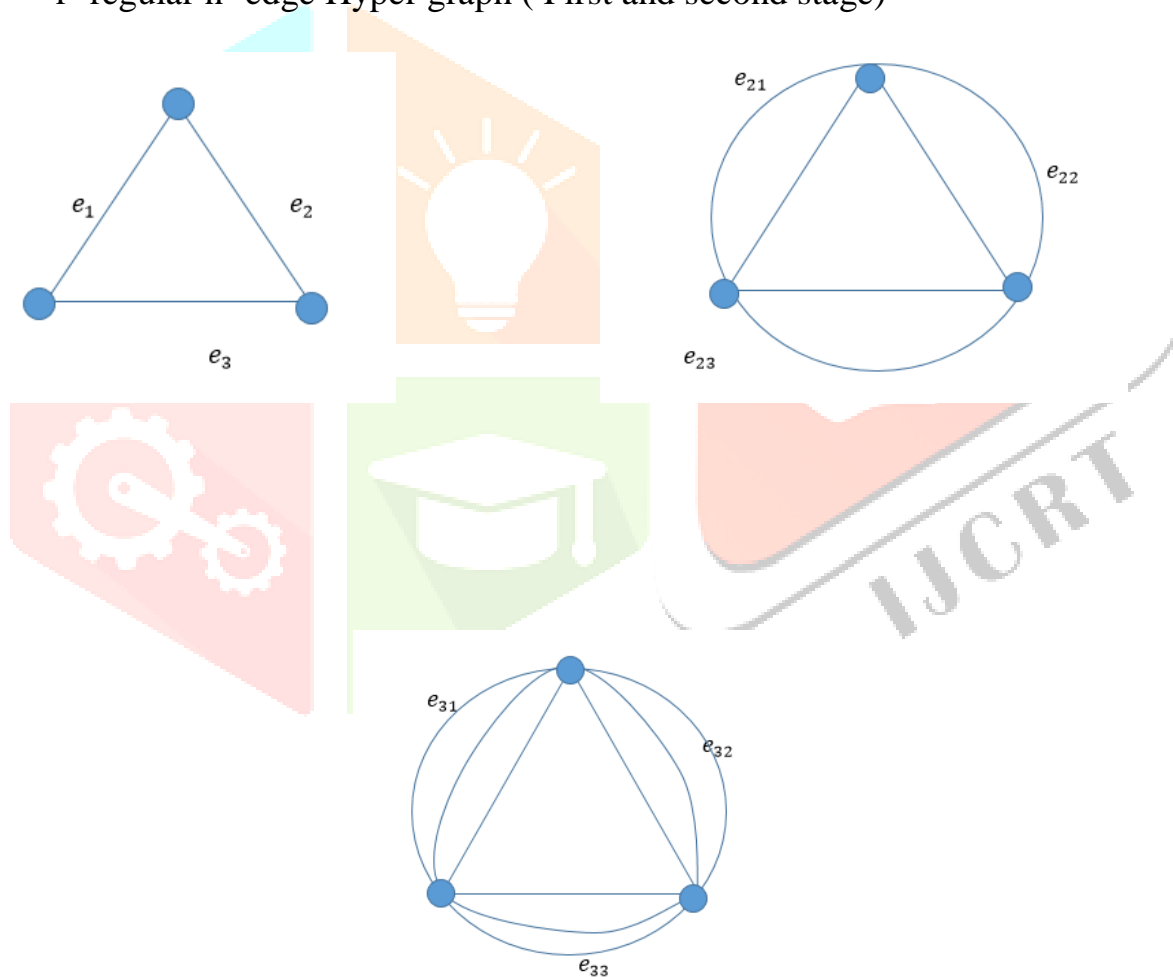 regular n- edge Hyper graph ( First and second stage)
e₂₁
e₂₂
e₁
e₂
e₃
e₂₃
IJCRT
e₃₁
e₃₂
e₃₃